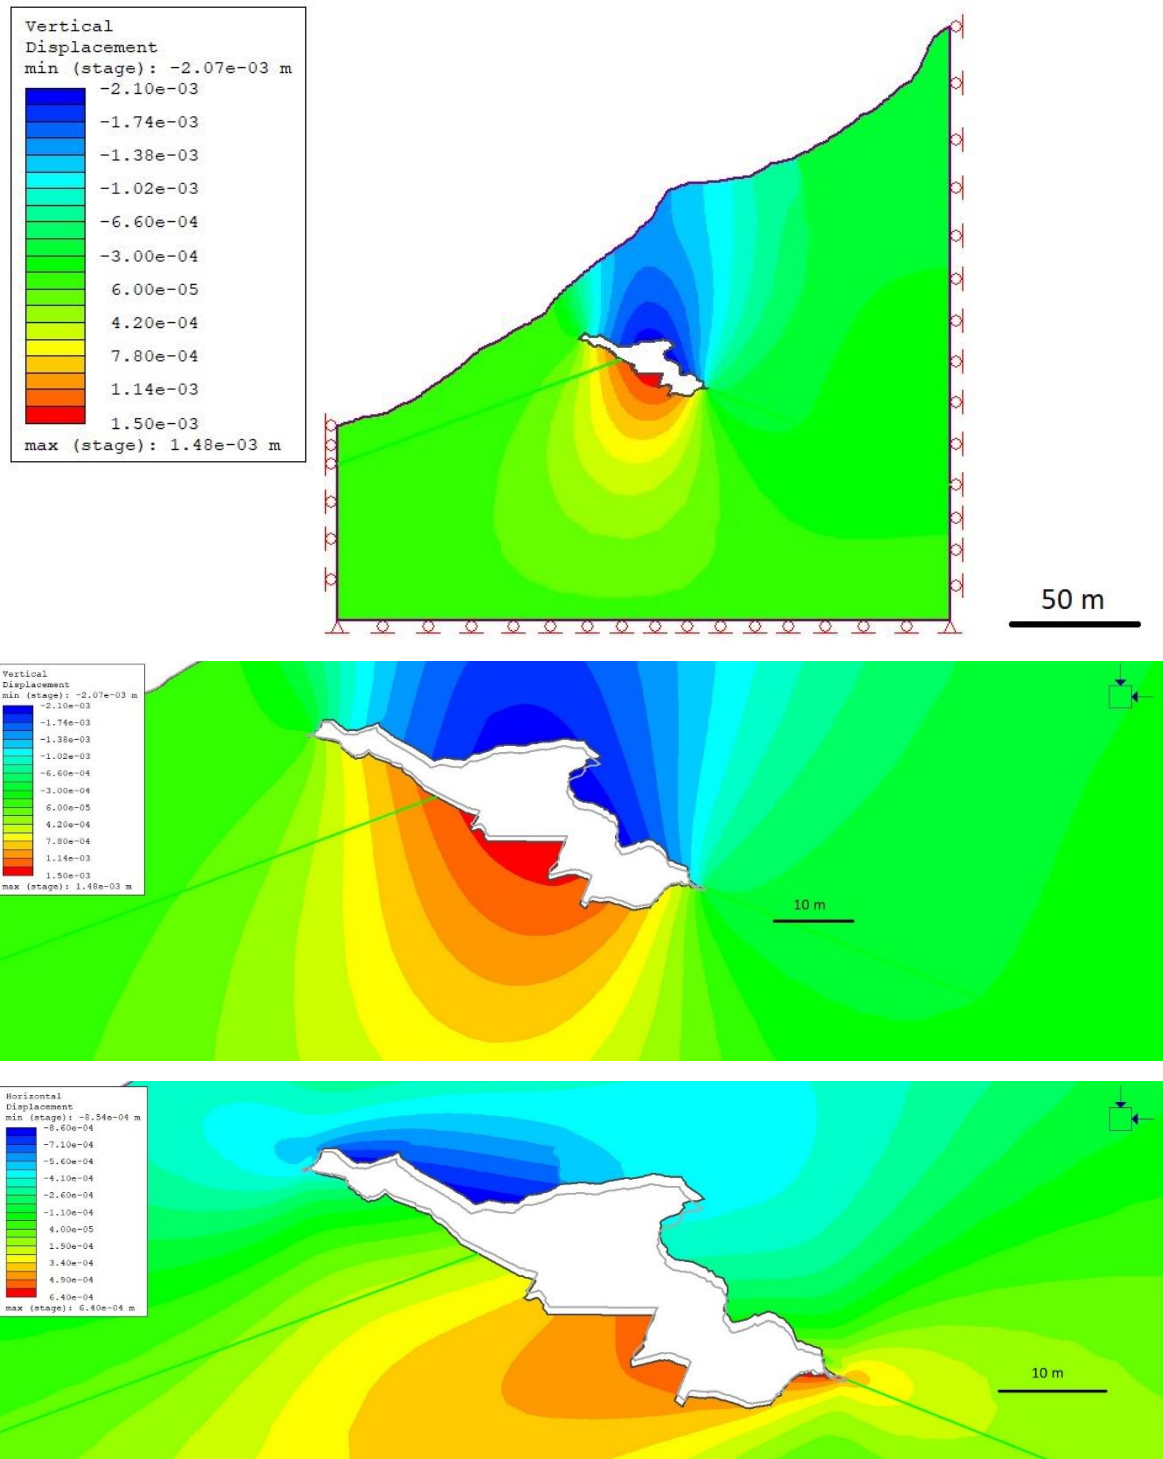 Vertical
Displacement
min (stage): -2.07e-03 m
-2.10e-03
-1.74e-03
-1.38e-03
-1.02e-03
-6.60e-04
-3.00e-04
6.00e-05
4.20e-04
7.80e-04
1.14e-03
1.50e-03
max (stage): 1.48e-03 m
50 m
Vertical
Displacement
min (stage): -2.07e-03 m
-2.10e-03
-1.74e-03
-1.38e-03
-1.02e-03
-6.60e-04
-3.00e-04
6.00e-05
4.20e-04
7.80e-04
1.14e-03
1.50e-03
max (stage): 1.48e-03 m
10 m
Horizontal
Displacement
min (stage): -8.54e-04 m
-8.60e-04
-7.10e-04
-5.60e-04
-4.10e-04
-2.60e-04
-1.10e-04
4.00e-05
1.90e-04
3.40e-04
4.90e-04
6.40e-04
max (stage): 6.40e-04 m
10 m